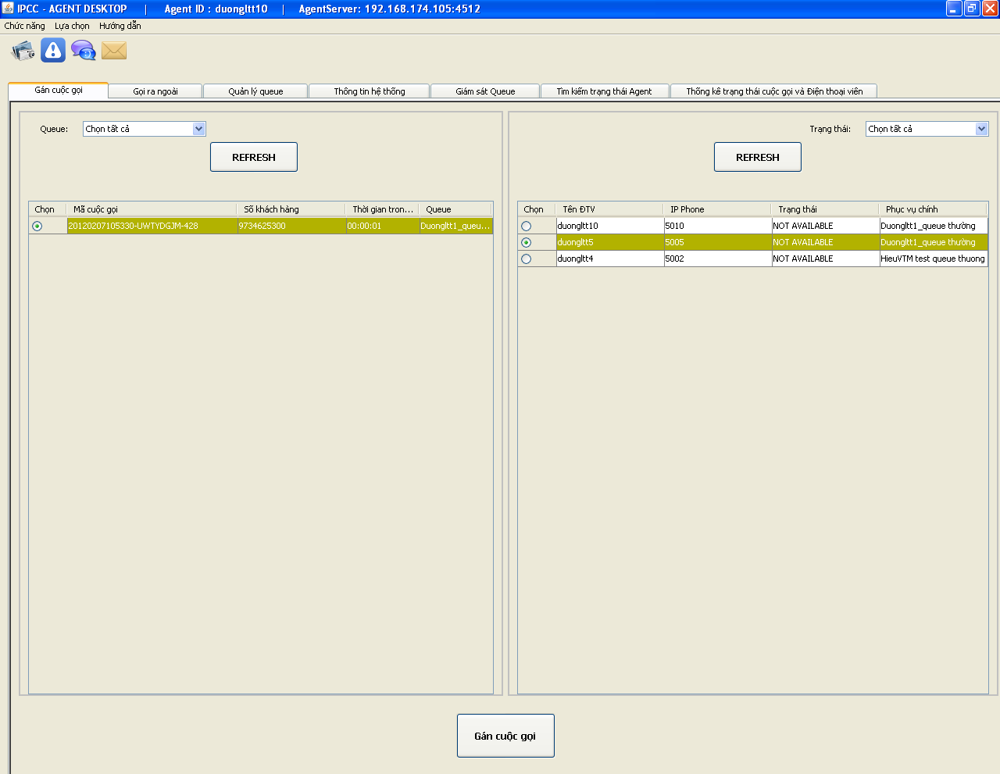 IPCC - AGENT DESKTOP | Agent ID : duongltt10 | AgentServer: 192.168.174.105:4512
Chức năng Lựa chọn Hướng dẫn
Gán cuộc gọi Gọi ra ngoài Quản lý queue Thông tin hệ thống Giám sát Queue Tìm kiếm trạng thái Agent Thống kê trạng thái cuộc gọi và Điện thoại viên
Queue: Chọn tất cả
REFRESH
Chọn Mã cuộc gọi Số khách hàng Thời gian tron... Queue
20120207105330-UWTYDGJM-428 9734625300 00:00:01 Duongltt1_queu...
Trạng thái: Chọn tất cả
REFRESH
Chọn Tên ĐTV IP Phone Trạng thái Phục vụ chính
duongltt10 5010 NOT AVAILABLE Duongltt1_queue thường
duongltt5 5005 NOT AVAILABLE Duongltt1_queue thường
duongltt4 5002 NOT AVAILABLE HieuVTM test queue thuong
Gán cuộc gọi